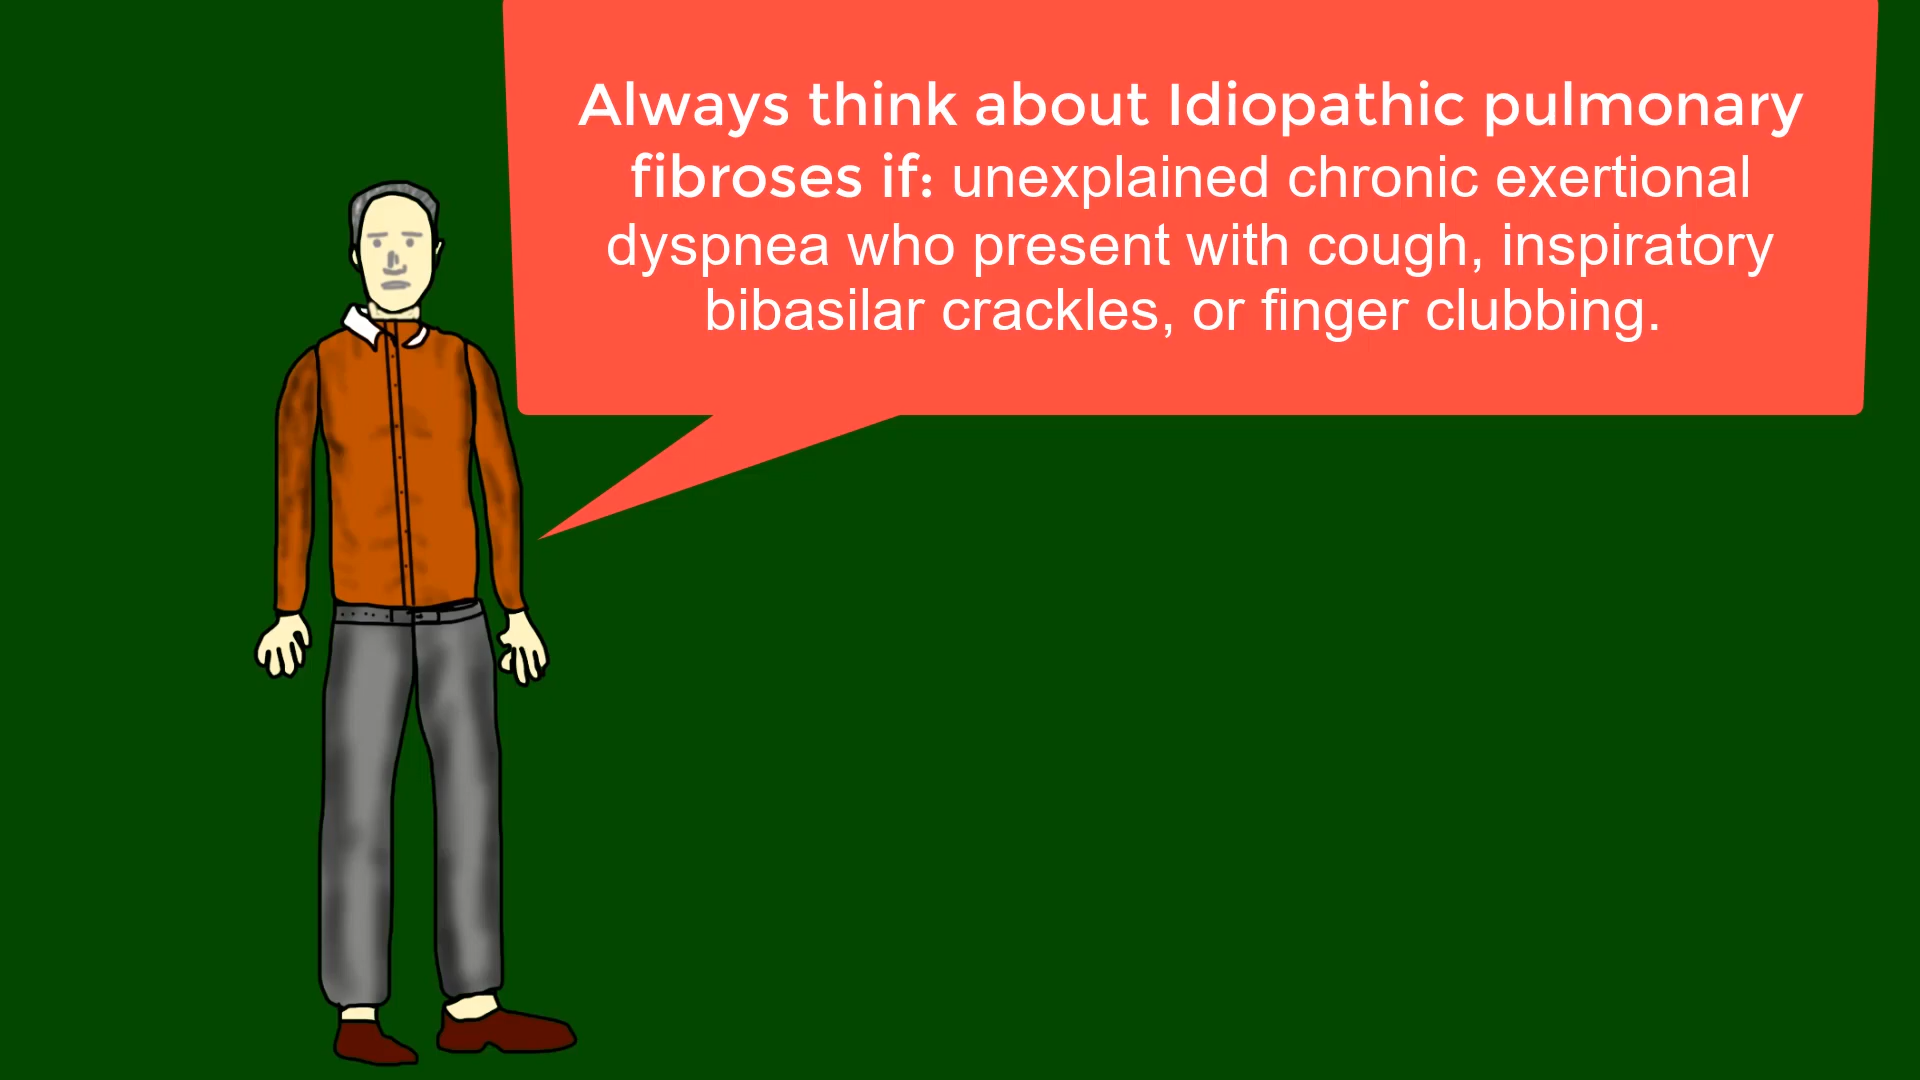 Always think about Idiopathic pulmonary
fibroses if: unexplained chronic exertional
dyspnea who present with cough, inspiratory
bibasilar crackles, or finger clubbing.